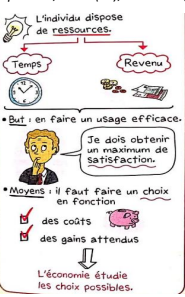 L'individu dispose
de ressources.
Temps
Revenu
• But : en faire un usage efficace.
Je dois obtenir
un maximum de
satisfaction.
• Moyens : il faut faire un choix
en fonction
des coûts
des gains attendus
L'économie étudie
les choix possibles.